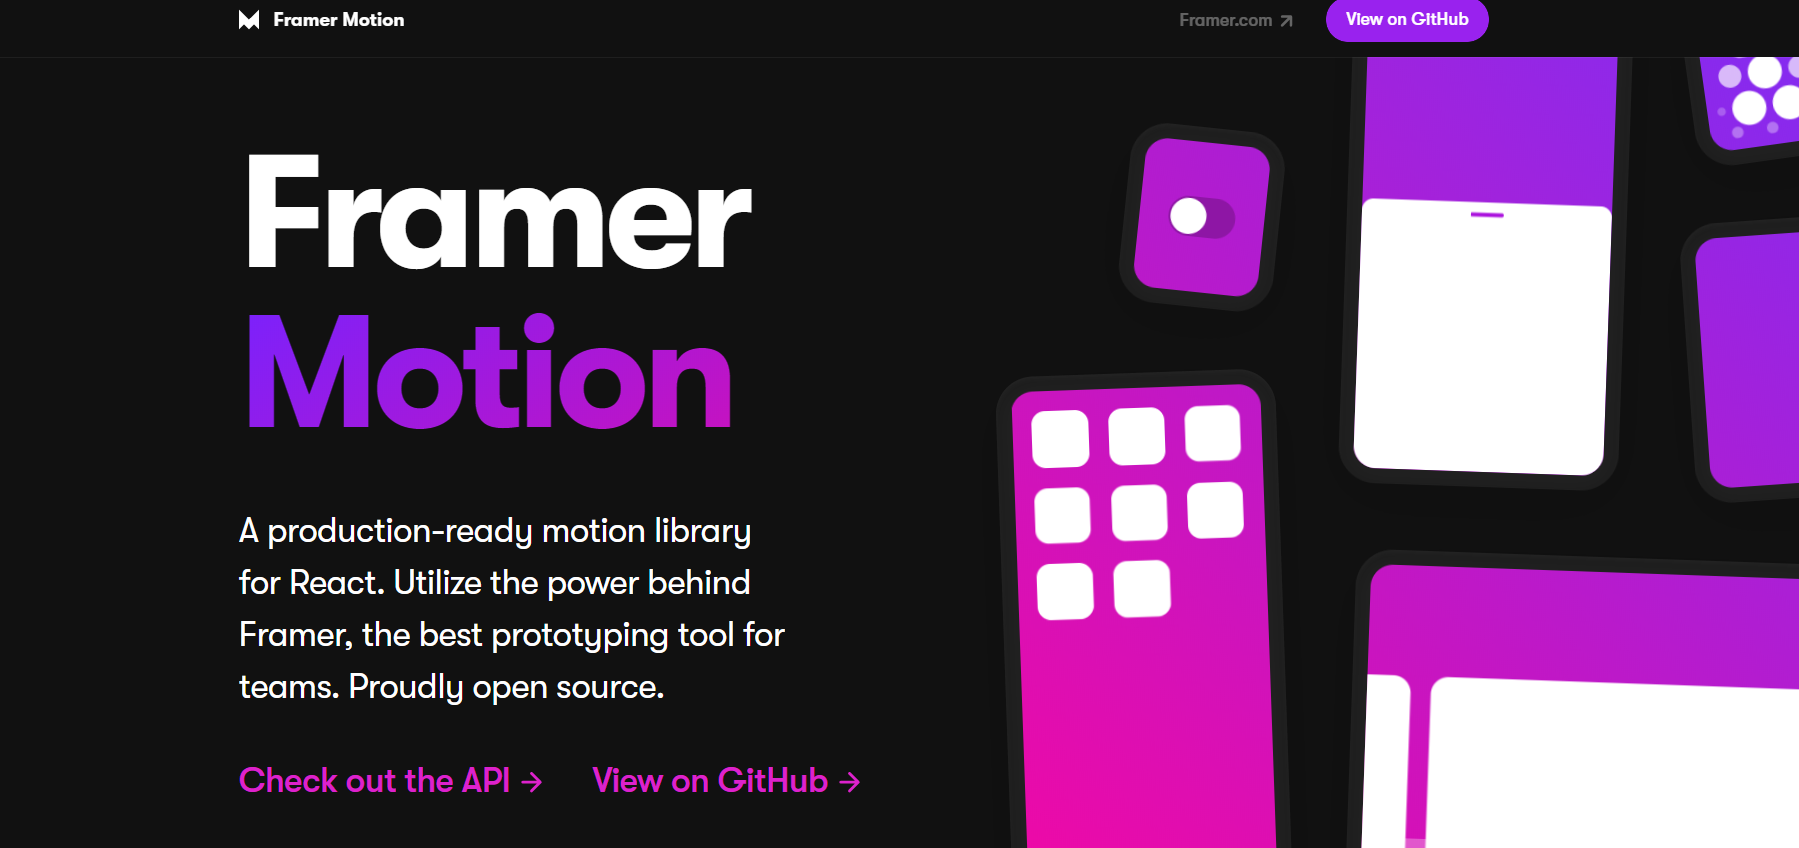 Framer Motion
Framer.com
View on GitHub
Framer
Motion
A production-ready motion library
for React. Utilize the power behind
Framer, the best prototyping tool for
teams. Proudly open source.
Check out the API →
View on GitHub →